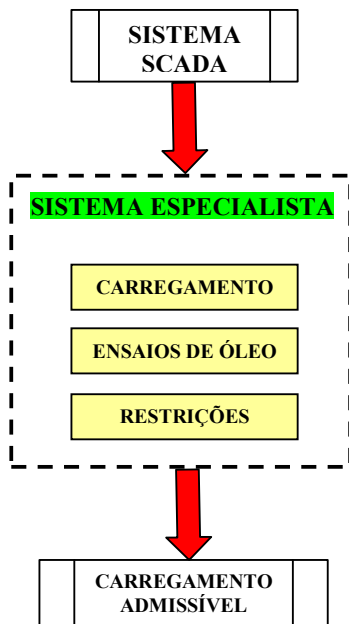 SISTEMA
SCADA
SISTEMA ESPECIALISTA
CARREGAMENTO
ENSAIOS DE ÓLEO
RESTRIÇÕES
CARREGAMENTO
ADMISSÍVEL